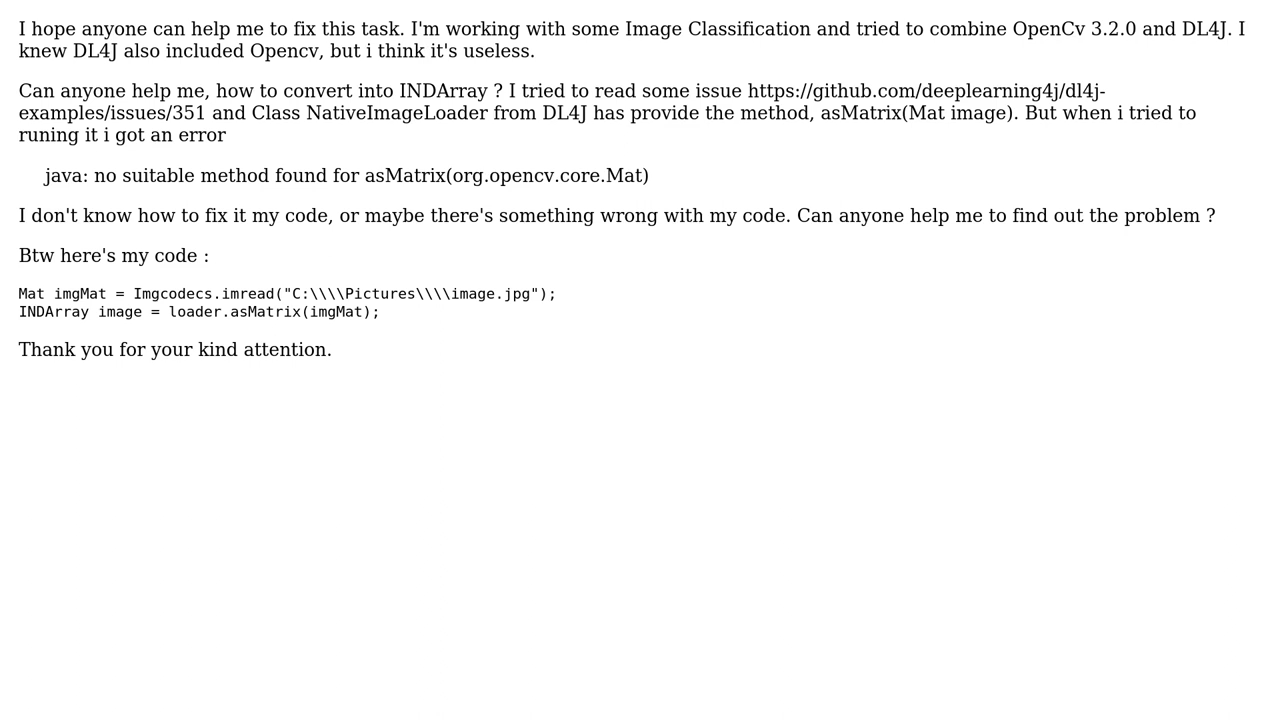 I hope anyone can help me to fix this task. I'm working with some Image Classification and tried to combine OpenCv 3.2.0 and DL4J. I
knew DL4J also included Opencv, but i think it's useless.
Can anyone help me, how to convert into INDArray ? I tried to read some issue https://github.com/deeplearning4j/dl4j-
examples/issues/351 and Class NativeImageLoader from DL4J has provide the method, asMatrix(Mat image). But when i tried to
runing it i got an error
java: no suitable method found for asMatrix(org.opencv.core.Mat)
I don't know how to fix it my code, or maybe there's something wrong with my code. Can anyone help me to find out the problem ?
Btw here's my code :
Mat imgMat = Imgcodecs.imread("C:\\\\Pictures\\\\image.jpg");
INDArray image = loader.asMatrix(imgMat);
Thank you for your kind attention.